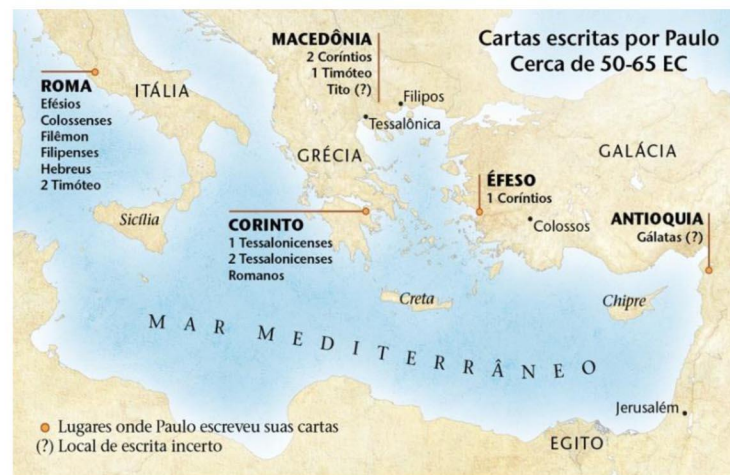 Cartas escritas por Paulo
Cerca de 50-65 EC
MACEDÔNIA
2 Coríntios
1 Timóteo
Tito (?)
ROMA
Efésios
Colossenses
Filêmon
Filipenses
Hebreus
2 Timóteo
ITÁLIA
Filipos
Tessalônica
GRÉCIA
GALÁCIA
ÉFESO
1 Coríntios
Colossos
ANTIOQUIA
Gálatas (?)
Sicília
CORINTO
1 Tessalonicenses
2 Tessalonicenses
Romanos
Creta
Chipre
MAR MEDITERRÂNEO
Jerusalém
EGITO
Lugares onde Paulo escreveu suas cartas
(?) Local de escrita incerto